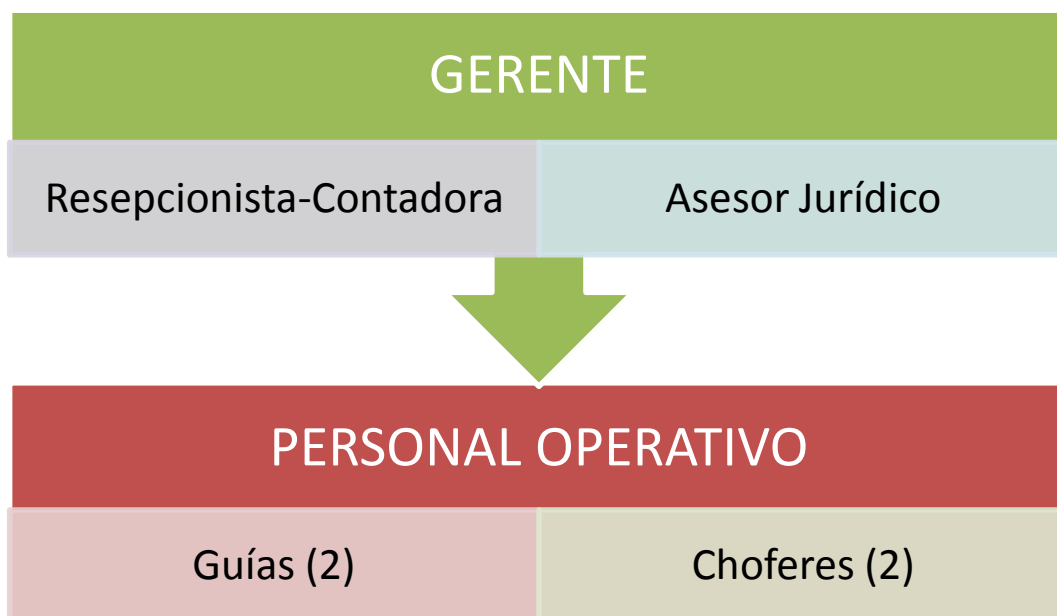 GERENTE
Resepcionista-Contadora
Asesor Jurídico
PERSONAL OPERATIVO
Guías (2)
Choferes (2)